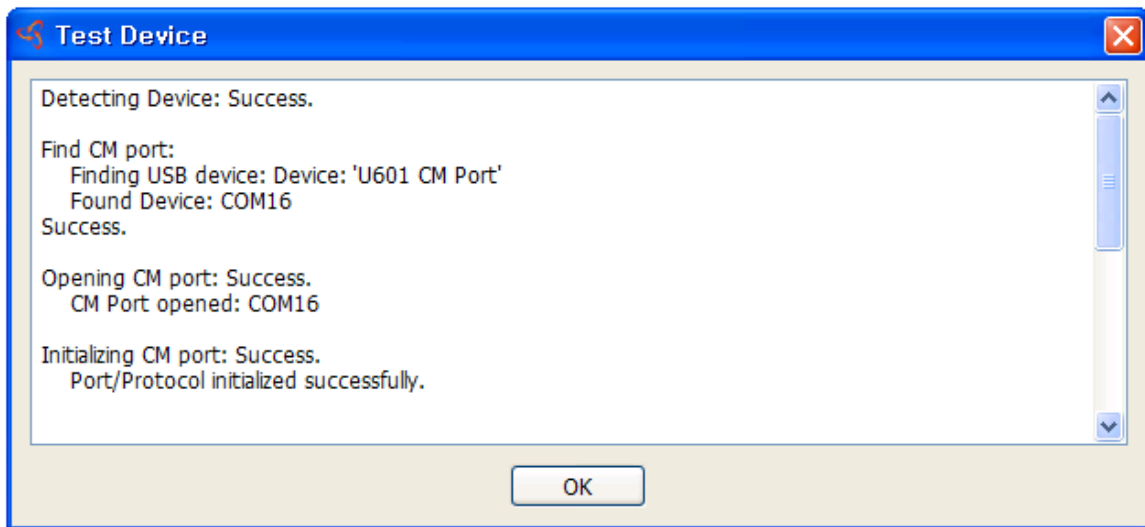 Test Device
Detecting Device: Success.
Find CM port:
Finding USB device: Device: 'U601 CM Port'
Found Device: COM16
Success.
Opening CM port: Success.
CM Port opened: COM16
Initializing CM port: Success.
Port/Protocol initialized successfully.
OK